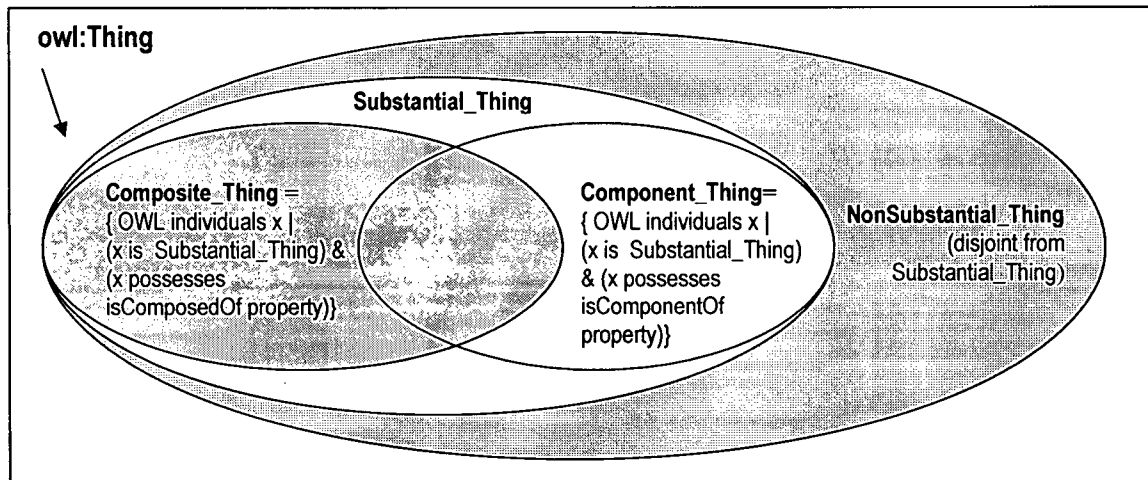 owl:Thing
Substantial_Thing
Composite_Thing =
{ OWL individuals x |
(x is Substantial_Thing) &
(x possesses
isComposedOf property)}
Component_Thing=
{ OWL individuals x |
(x is Substantial_Thing)
& (x possesses
isComponentOf
property)}
NonSubstantial_Thing
(disjoint from
Substantial_Thing)